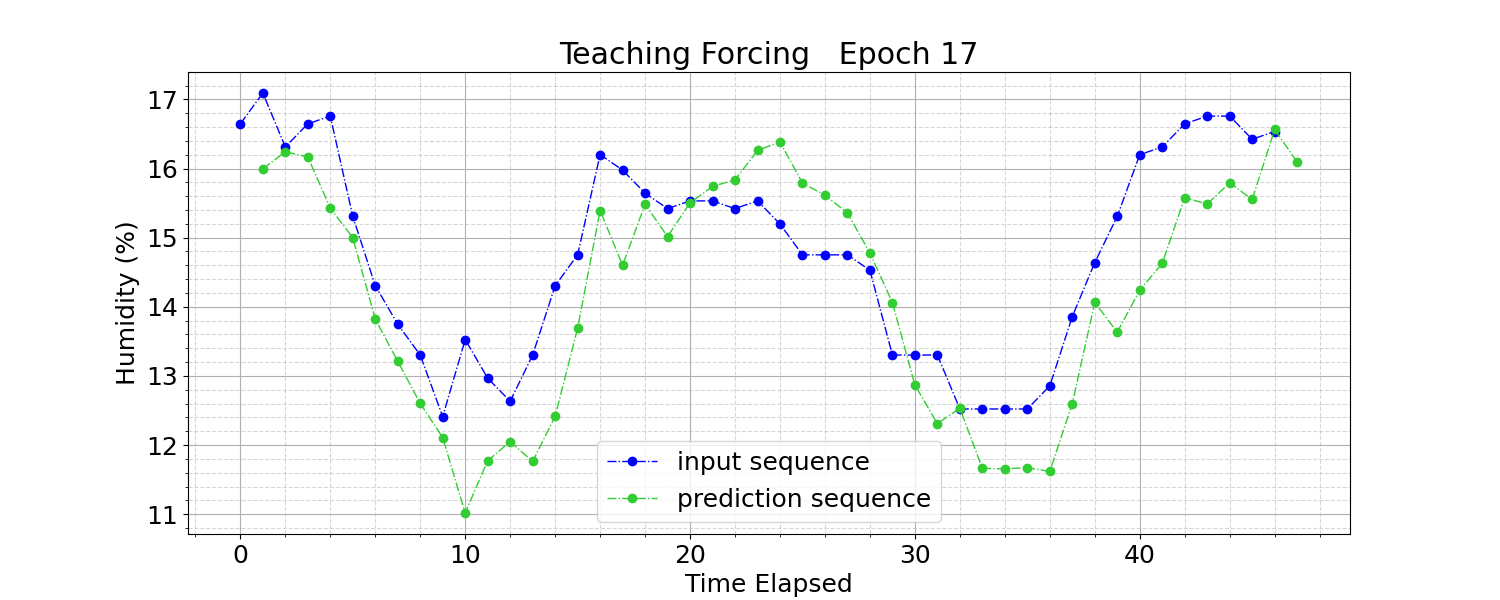 Teaching Forcing   Epoch 17
Humidity (%)
17
16
15
14
13
12
11
input sequence
prediction sequence
0 10 20 30 40
Time Elapsed